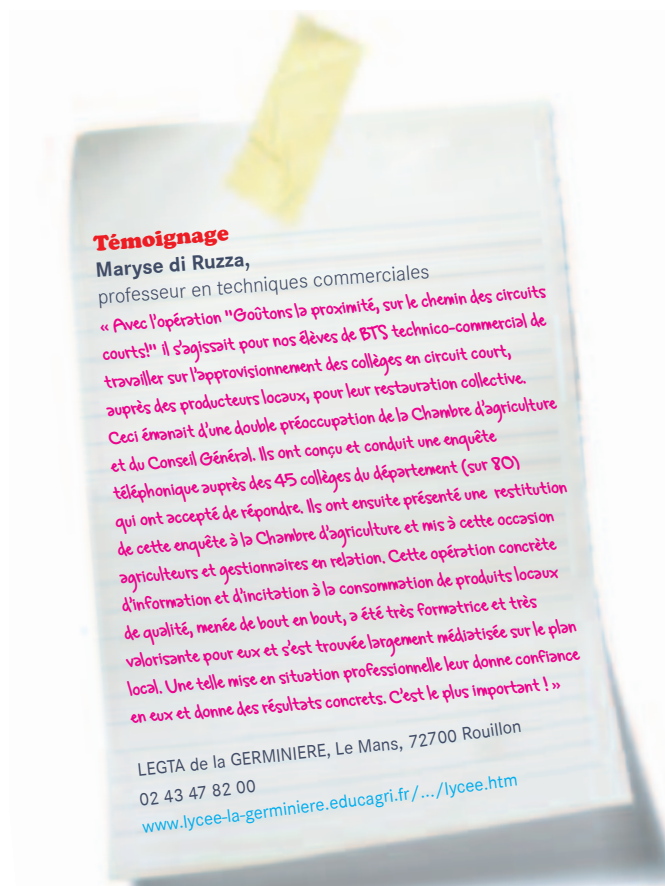 Témoignage
Maryse di Ruzza,
professeur en techniques commerciales
« Avec l'opération "Goûtons la proximité, sur le chemin des circuits
courts!" il s'agissait pour nos élèves de BTS technico-commercial de
travailler sur l'approvisionnement des collèges en circuit court,
auprès des producteurs locaux, pour leur restauration collective.
Ceci émanait d'une double préoccupation de la Chambre d'agriculture
et du Conseil Général. Ils ont conçu et conduit une enquête
téléphonique auprès des 45 collèges du département (sur 80)
qui ont accepté de répondre. Ils ont ensuite présenté une restitution
de cette enquête à la Chambre d'agriculture et mis à cette occasion
agriculteurs et gestionnaires en relation. Cette opération concrète
d'information et d'incitation à la consommation de produits locaux
de qualité, menée de bout en bout, a été très formatrice et très
valorisante pour eux et s'est trouvée largement médiatisée sur le plan
local. Une telle mise en situation professionnelle leur donne confiance
en eux et donne des résultats concrets. C'est le plus important ! »
LEGTA de la GERMINIERE, Le Mans, 72700 Rouillon
02 43 47 82 00
www.lycee-la-germiniere.educagri.fr/.../lycee.htm